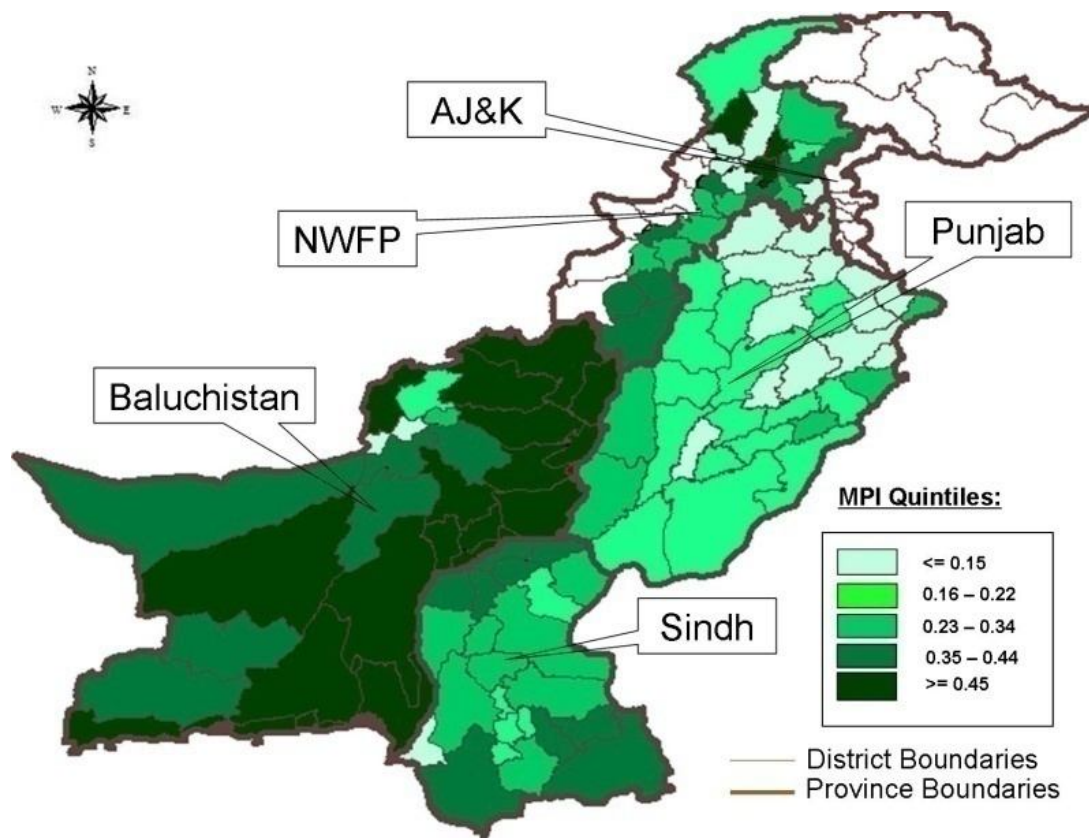 N
W E
S
AJ&K
NWFP
Punjab
Baluchistan
MPI Quintiles:
<= 0.15
0.16 – 0.22
0.23 – 0.34
0.35 – 0.44
>= 0.45
Sindh
District Boundaries
Province Boundaries